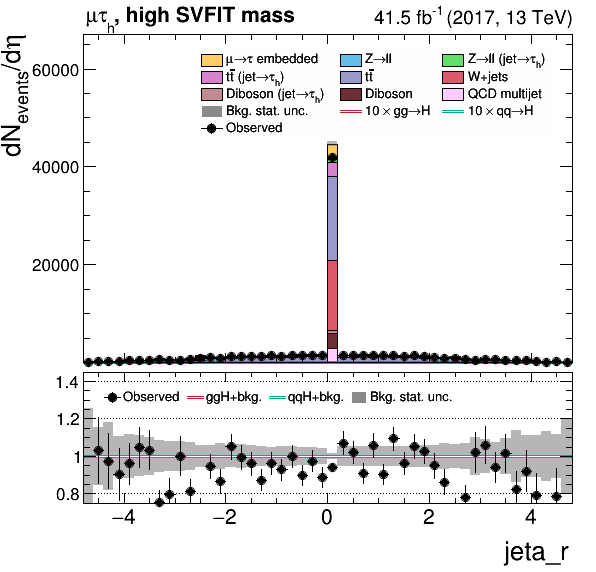 μτh, high SVFIT mass 41.5 fb⁻¹ (2017, 13 TeV)
dNevents/dη
60000
40000
20000
μ→τ embedded Z→ll Z→ll (jet→τh)
tt̄ (jet→τh) tt̄ W+jets
Diboson (jet→τh) Diboson QCD multijet
Bkg. stat. unc. 10×gg→H 10×qq→H
Observed
1.4
1.2
1
0.8
Observed ggH+bkg. qqH+bkg. Bkg. stat. unc.
−4 −2 0 2 4
jeta_r